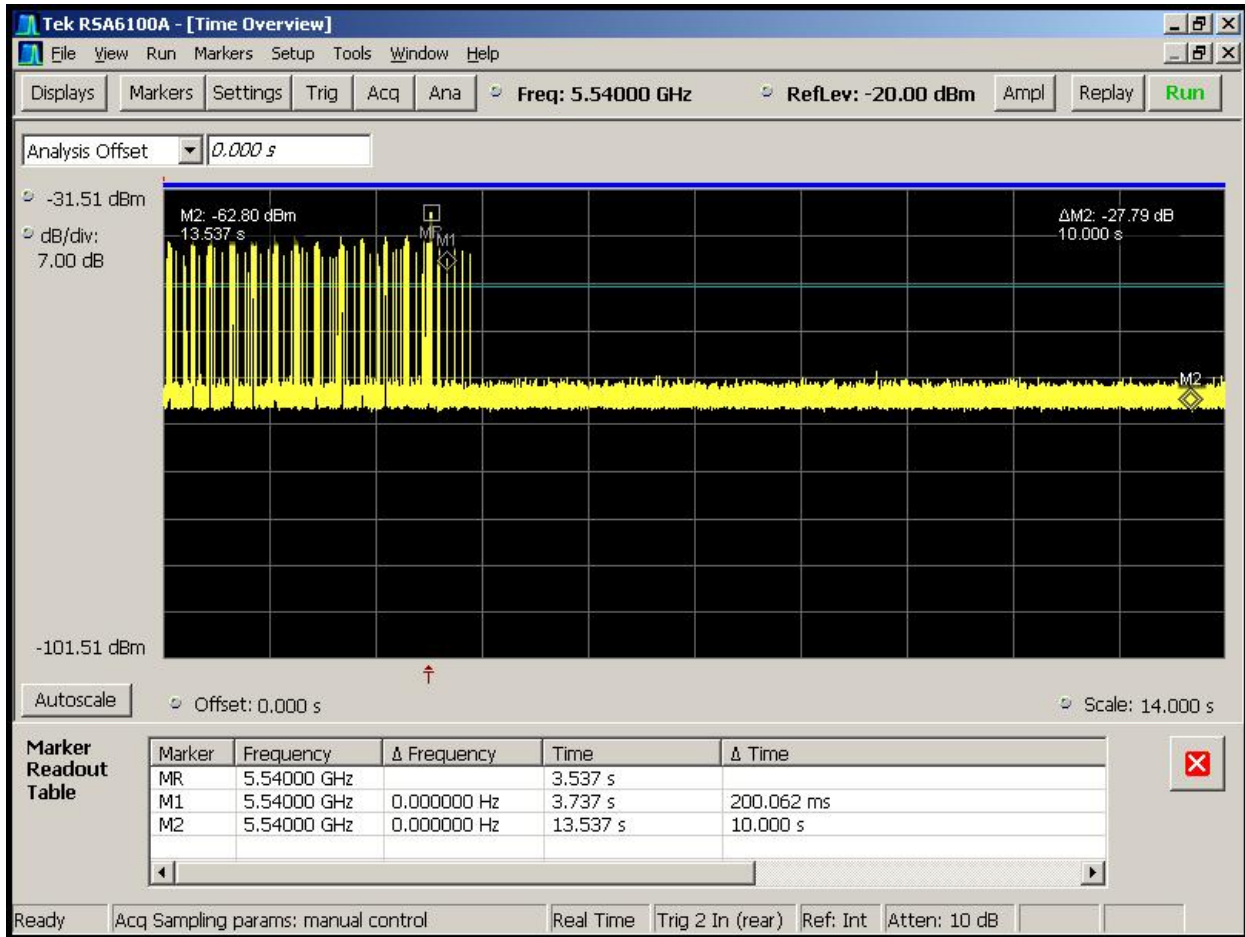 Tek RSA6100A - [Time Overview]
File View Run Markers Setup Tools Window Help
Displays Markers Settings Trig Acq Ana Freq: 5.54000 GHz RefLev: -20.00 dBm Ampl Replay Run
Analysis Offset 0.000 s
-31.51 dBm
dB/div:
7.00 dB
M2: -62.80 dBm
13.537 s
MR
M1
ΔM2: -27.79 dB
10.000 s
M2
-101.51 dBm
T
Autoscale Offset: 0.000 s Scale: 14.000 s
Marker Readout Table
Marker Frequency Δ Frequency Time Δ Time
MR 5.54000 GHz 3.537 s
M1 5.54000 GHz 0.000000 Hz 3.737 s 200.062 ms
M2 5.54000 GHz 0.000000 Hz 13.537 s 10.000 s
Ready Acq Sampling params: manual control Real Time Trig 2 In (rear) Ref: Int Atten: 10 dB